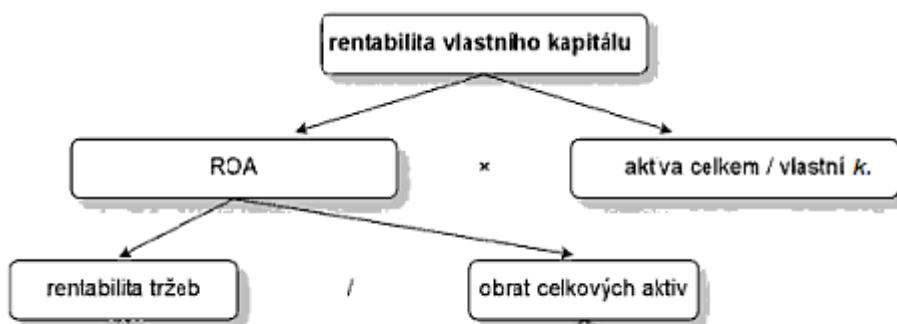 rentabilita vlastního kapitálu
ROA × aktiva celkem / vlastní k.
rentabilita tržeb / obrat celkových aktiv